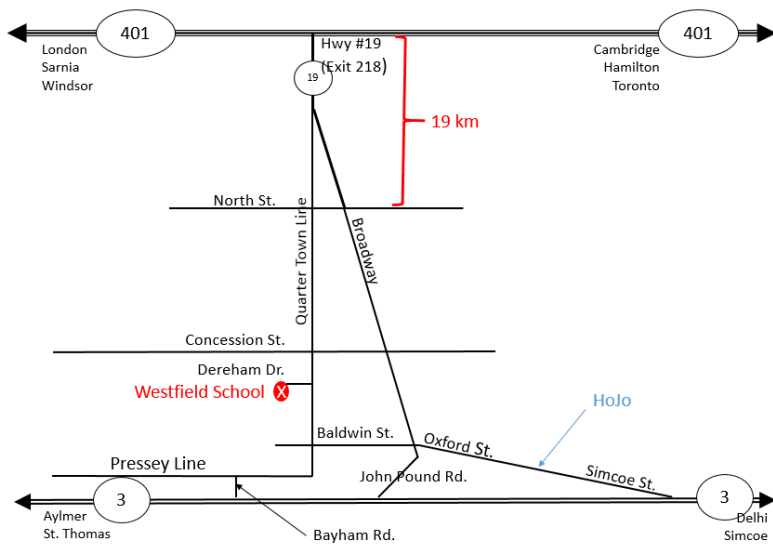 401
401
London
Sarnia
Windsor
Hwy #19
(Exit 218)
Cambridge
Hamilton
Toronto
19
19 km
North St.
Quarter Town Line
Broadway
Concession St.
Dereham Dr.
Westfield School
X
HoJo
Baldwin St.
Oxford St.
Pressey Line
John Pound Rd.
Simcoe St.
3
3
Aylmer
St. Thomas
Bayham Rd.
Delhi
Simcoe